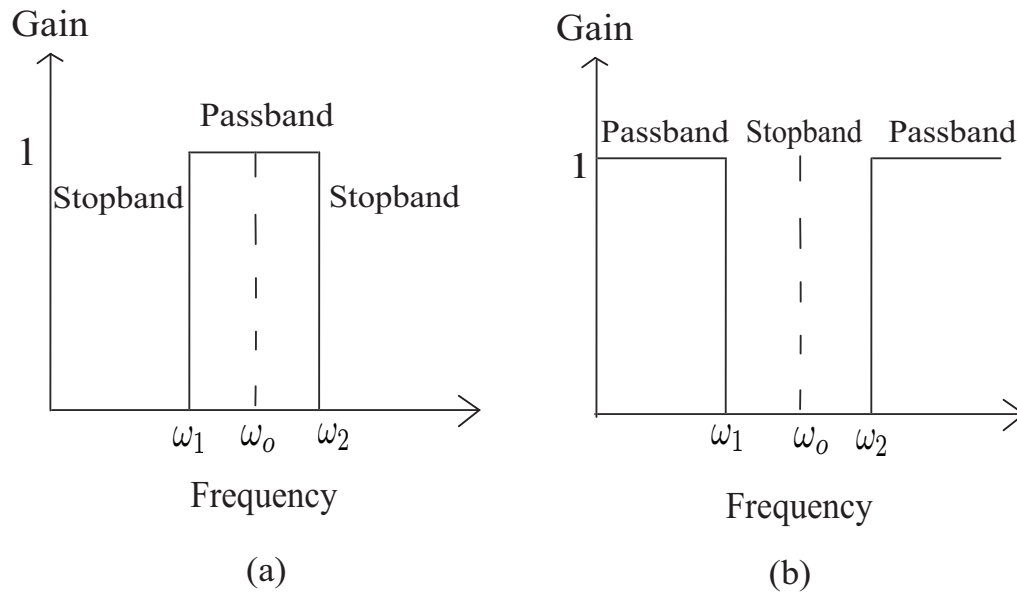 Gain
Passband
1
Stopband
Stopband
ω1 ωo ω2
Frequency
(a)
Gain
Passband Stopband Passband
1
ω1 ωo ω2
Frequency
(b)